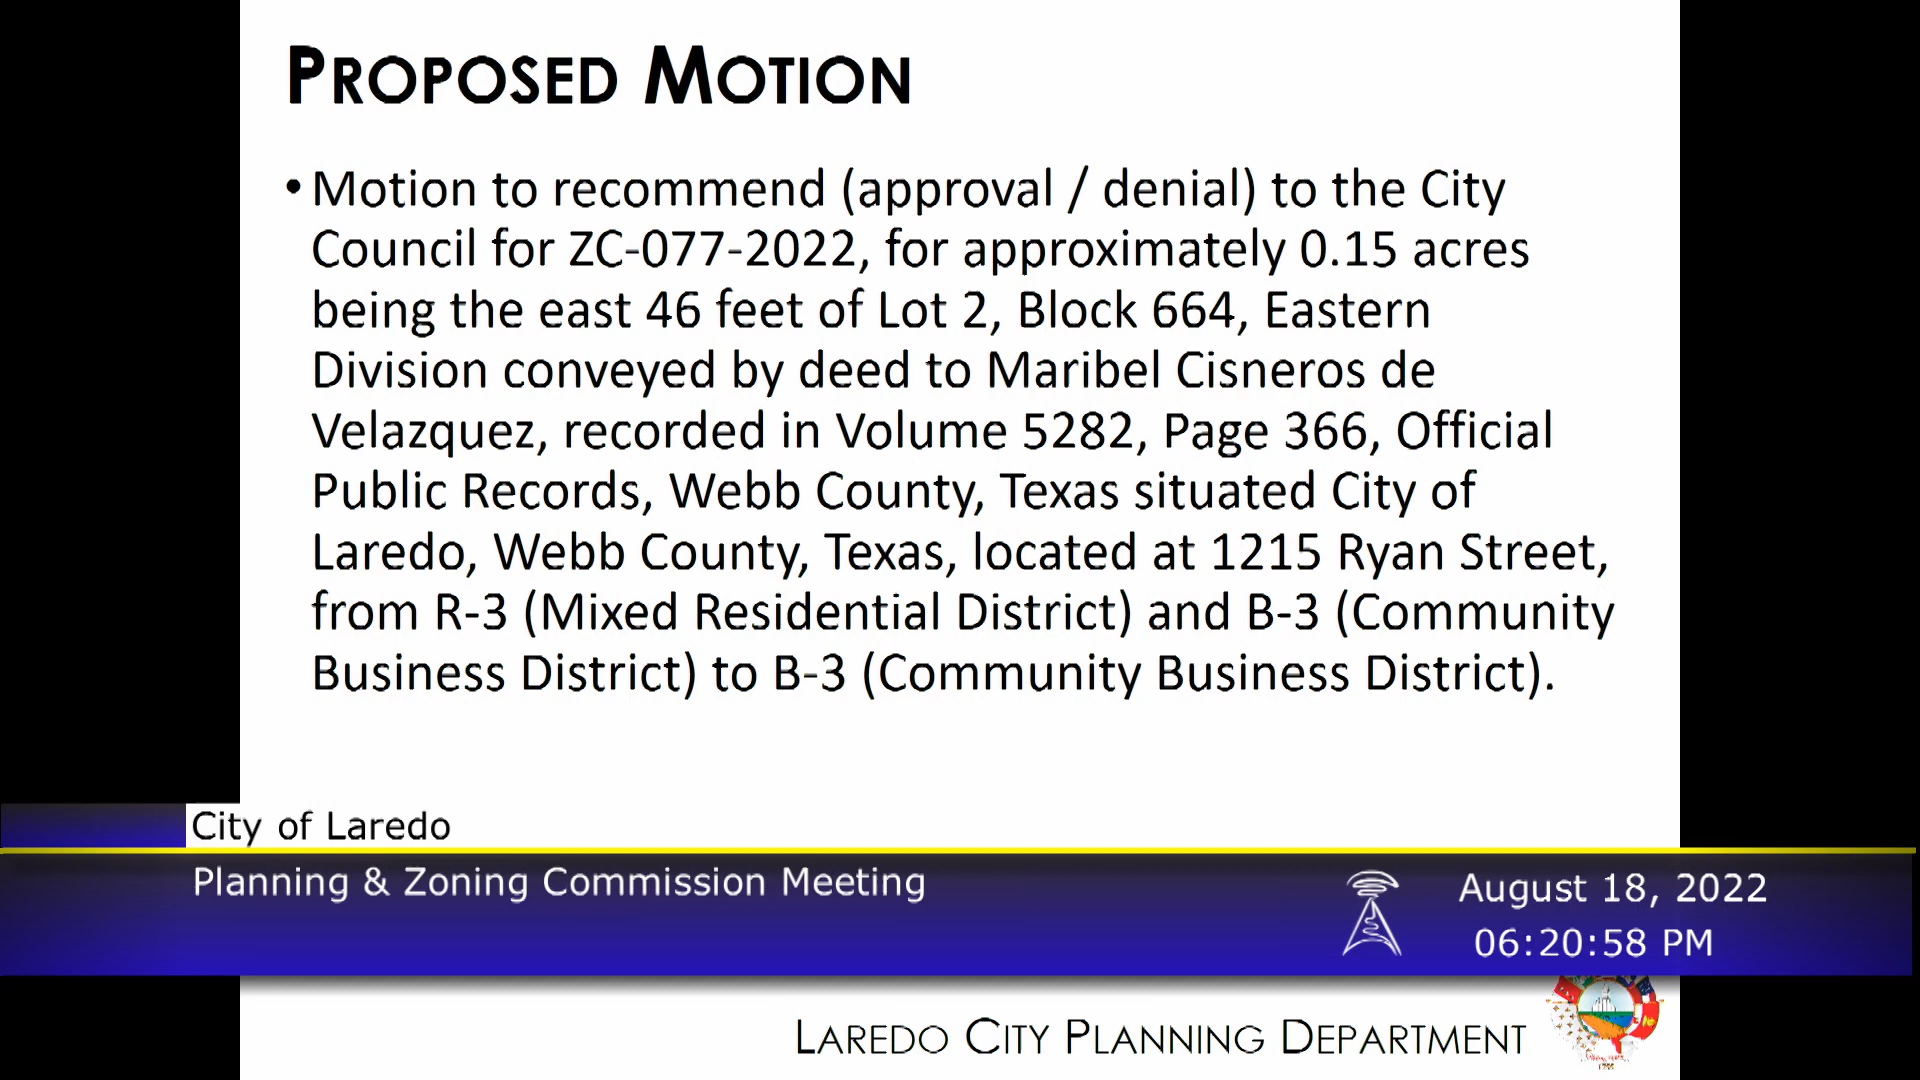 PROPOSED MOTION
• Motion to recommend (approval / denial) to the City
Council for ZC-077-2022, for approximately 0.15 acres
being the east 46 feet of Lot 2, Block 664, Eastern
Division conveyed by deed to Maribel Cisneros de
Velazquez, recorded in Volume 5282, Page 366, Official
Public Records, Webb County, Texas situated City of
Laredo, Webb County, Texas, located at 1215 Ryan Street,
from R-3 (Mixed Residential District) and B-3 (Community
Business District) to B-3 (Community Business District).
City of Laredo
Planning & Zoning Commission Meeting
August 18, 2022
06:20:58 PM
LAREDO CITY PLANNING DEPARTMENT